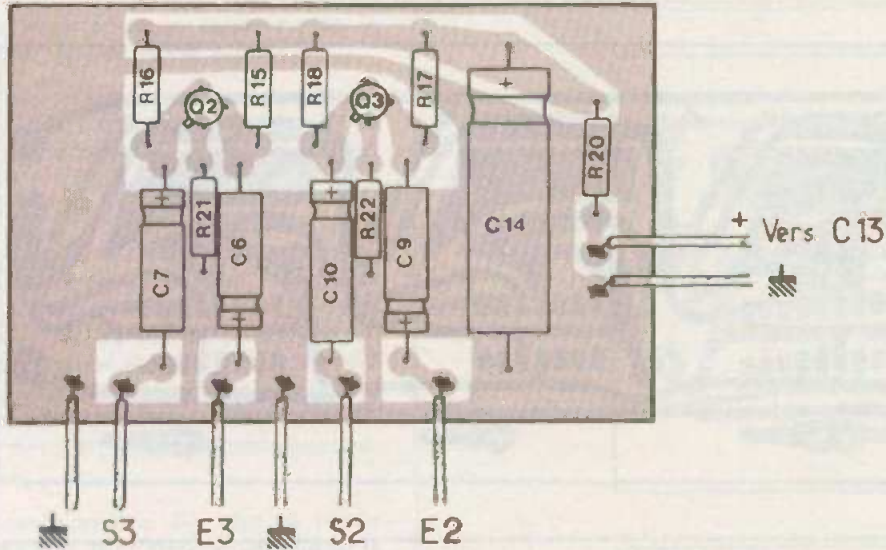 R16
Q2
R15
R18
Q3
R17
+
R20
+
R21
C6
+
R22
C9
C14
C7
C10
+
+
+ Vers C13
S3 E3 S2 E2